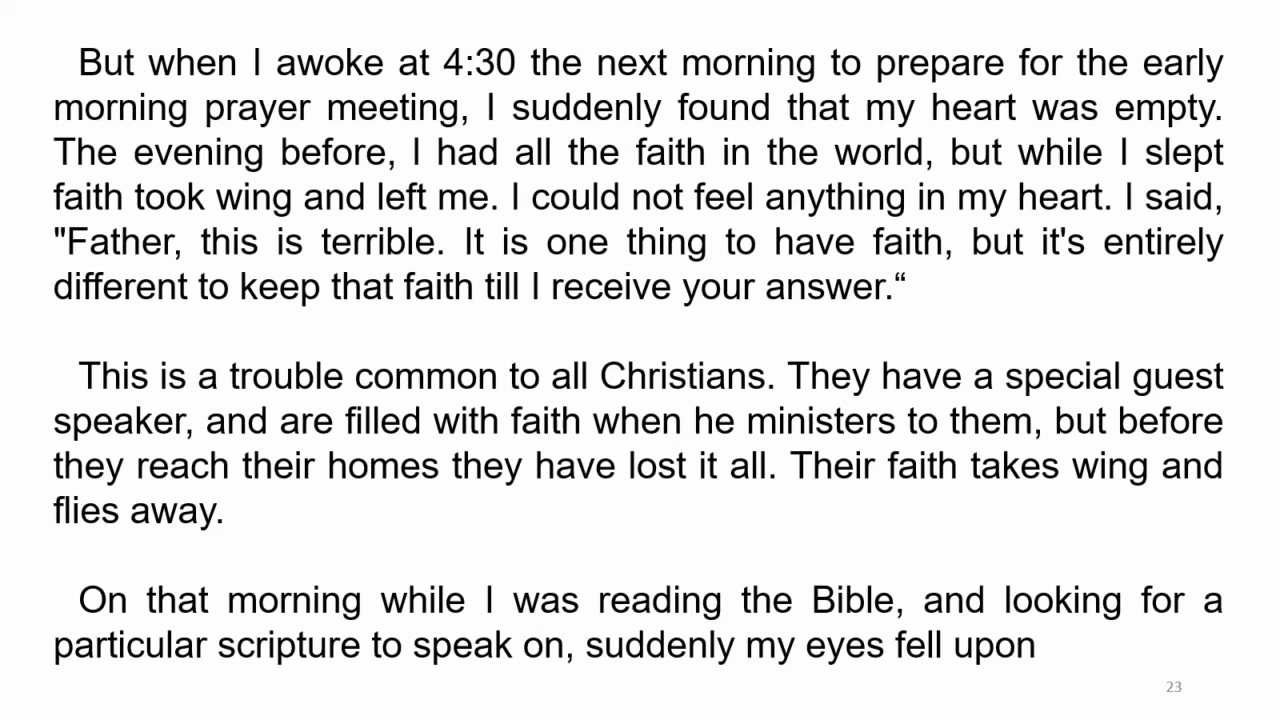 But when I awoke at 4:30 the next morning to prepare for the early
morning prayer meeting, I suddenly found that my heart was empty.
The evening before, I had all the faith in the world, but while I slept
faith took wing and left me. I could not feel anything in my heart. I said,
"Father, this is terrible. It is one thing to have faith, but it's entirely
different to keep that faith till I receive your answer.“
This is a trouble common to all Christians. They have a special guest
speaker, and are filled with faith when he ministers to them, but before
they reach their homes they have lost it all. Their faith takes wing and
flies away.
On that morning while I was reading the Bible, and looking for a
particular scripture to speak on, suddenly my eyes fell upon
23